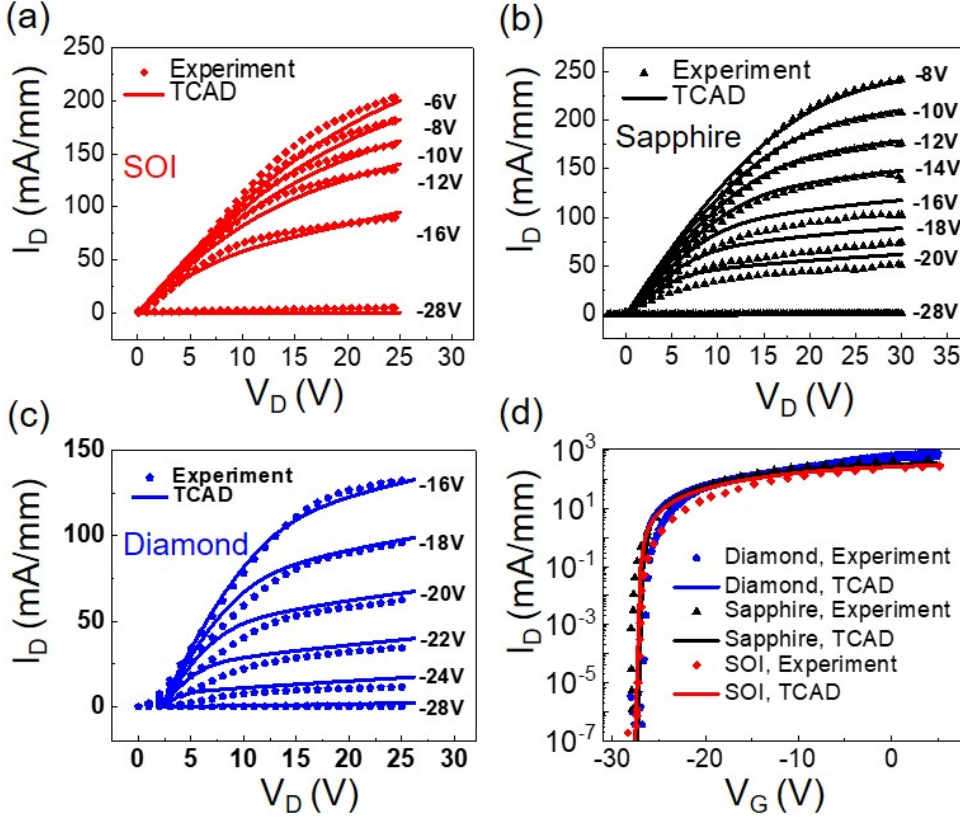 (a)
I_D (mA/mm)
250
200
150
100
50
0
Experiment
TCAD
SOI
-6V
-8V
-10V
-12V
-16V
-28V
0 5 10 15 20 25 30
V_D (V)
(b)
I_D (mA/mm)
250
200
150
100
50
0
Experiment
TCAD
Sapphire
-8V
-10V
-12V
-14V
-16V
-18V
-20V
-28V
0 5 10 15 20 25 30 35
V_D (V)
(c)
I_D (mA/mm)
150
100
50
0
Experiment
TCAD
Diamond
-16V
-18V
-20V
-22V
-24V
-28V
0 5 10 15 20 25 30
V_D (V)
(d)
I_D (mA/mm)
10^3
10^1
10^-1
10^-3
10^-5
10^-7
Diamond, Experiment
Diamond, TCAD
Sapphire, Experiment
Sapphire, TCAD
SOI, Experiment
SOI, TCAD
-30 -20 -10 0
V_G (V)